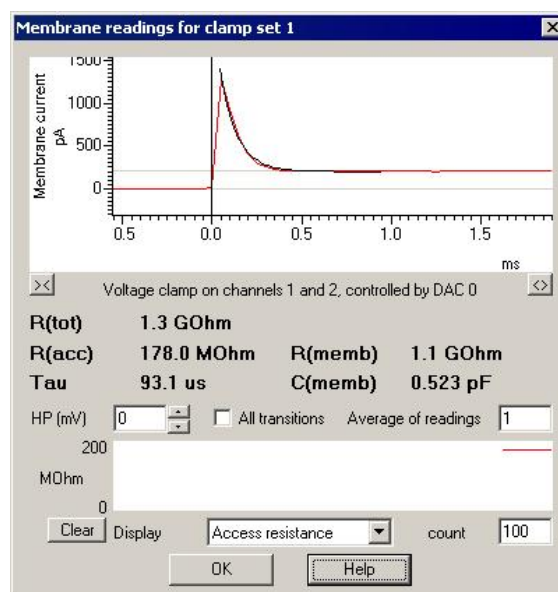 Membrane readings for clamp set 1
1500
1000
500
0
Membrane current
pA
0.5 0.0 0.5 1.0 1.5
ms
>< Voltage clamp on channels 1 and 2, controlled by DAC 0 <>
R(tot) 1.3 GOhm
R(acc) 178.0 MOhm R(memb) 1.1 GOhm
Tau 93.1 us C(memb) 0.523 pF
HP (mV) 0 All transitions Average of readings 1
200
MOhm
0
Clear Display Access resistance count 100
OK Help